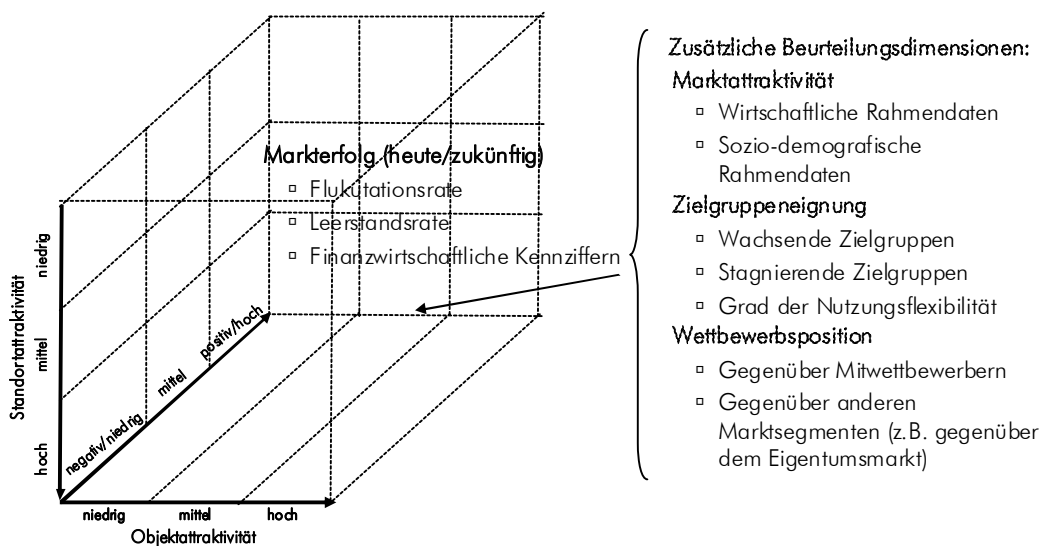 Zusätzliche Beurteilungsdimensionen:
Marktattraktivität
▫ Wirtschaftliche Rahmendaten
▫ Sozio-demografische
Rahmendaten
Zielgruppeneignung
▫ Wachsende Zielgruppen
▫ Stagnierende Zielgruppen
▫ Grad der Nutzungsflexibilität
Wettbewerbsposition
▫ Gegenüber Mitwettbewerbern
▫ Gegenüber anderen
Marktsegmenten (z.B. gegenüber
dem Eigentumsmarkt)
Markterfolg (heute/zukünftig)
▫ Flukutationsrate
▫ Leerstandsrate
▫ Finanzwirtschaftliche Kennziffern
Standortattraktivität
niedrig
mittel
hoch
negativ/niedrig
mittel
positiv/hoch
niedrig
mittel
hoch
Objektattraktivität